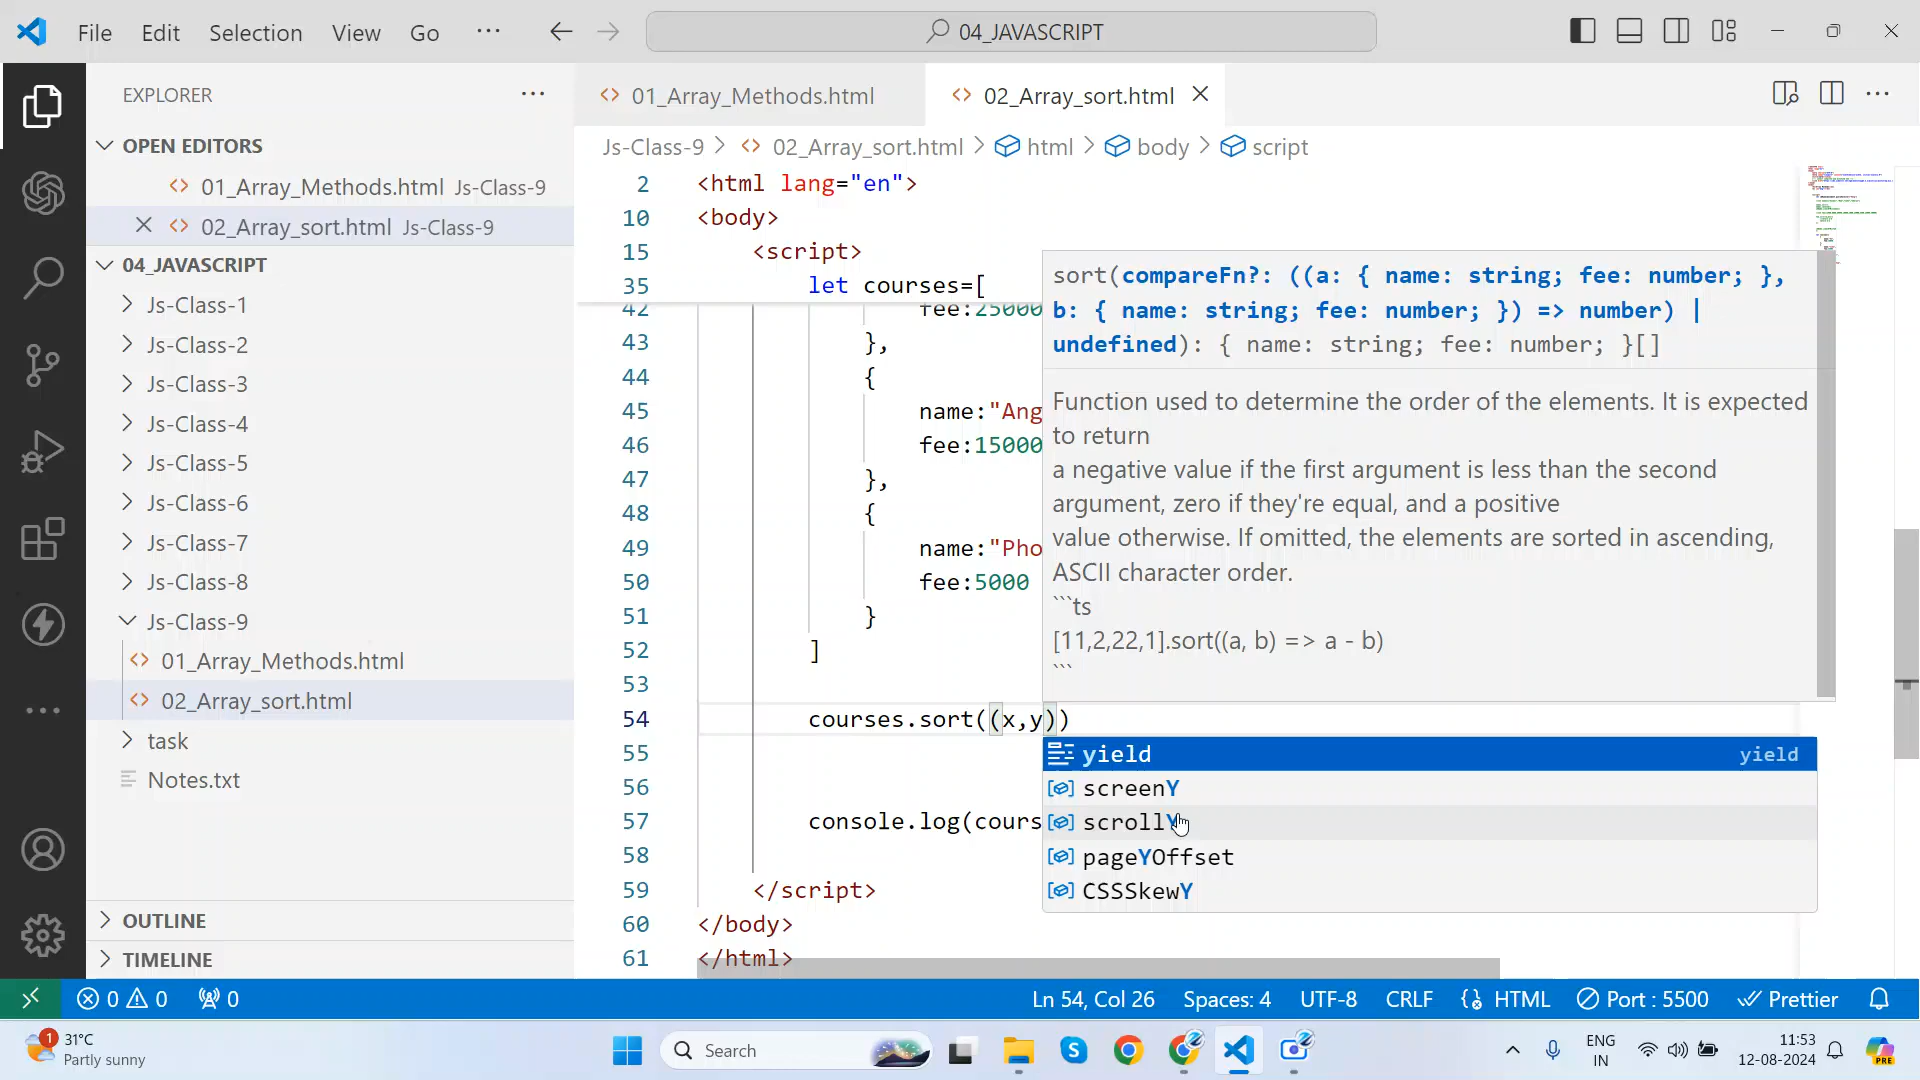 File Edit Selection View Go ··· 04_JAVASCRIPT
EXPLORER
OPEN EDITORS
01_Array_Methods.html Js-Class-9
02_Array_sort.html Js-Class-9
04_JAVASCRIPT
Js-Class-1
Js-Class-2
Js-Class-3
Js-Class-4
Js-Class-5
Js-Class-6
Js-Class-7
Js-Class-8
Js-Class-9
01_Array_Methods.html
02_Array_sort.html
task
Notes.txt
OUTLINE
TIMELINE
01_Array_Methods.html 02_Array_sort.html
Js-Class-9 > 02_Array_sort.html > html > body > script
2 <html lang="en">
10 <body>
15 <script>
35 let courses=[
42 fee:25000
43 },
44 {
45 name:"Ang
46 fee:15000
47 },
48 {
49 name:"Pho
50 fee:5000
51 }
52 ]
53
54 courses.sort((x,y))
55
56
57 console.log(cours
58
59 </script>
60 </body>
61 </html>
sort(compareFn?: ((a: { name: string; fee: number; },
b: { name: string; fee: number; }) => number) |
undefined): { name: string; fee: number; }[]
Function used to determine the order of the elements. It is expected
to return
a negative value if the first argument is less than the second
argument, zero if they're equal, and a positive
value otherwise. If omitted, the elements are sorted in ascending,
ASCII character order.
```ts
[11,2,22,1].sort((a, b) => a - b)
```
yield yield
screenY
scrollY
pageYOffset
CSSSkewY
0 0 0 Ln 54, Col 26 Spaces: 4 UTF-8 CRLF HTML Port : 5500 Prettier
1 31°C
Partly sunny
Search
ENG
IN
11:53
12-08-2024
PRE